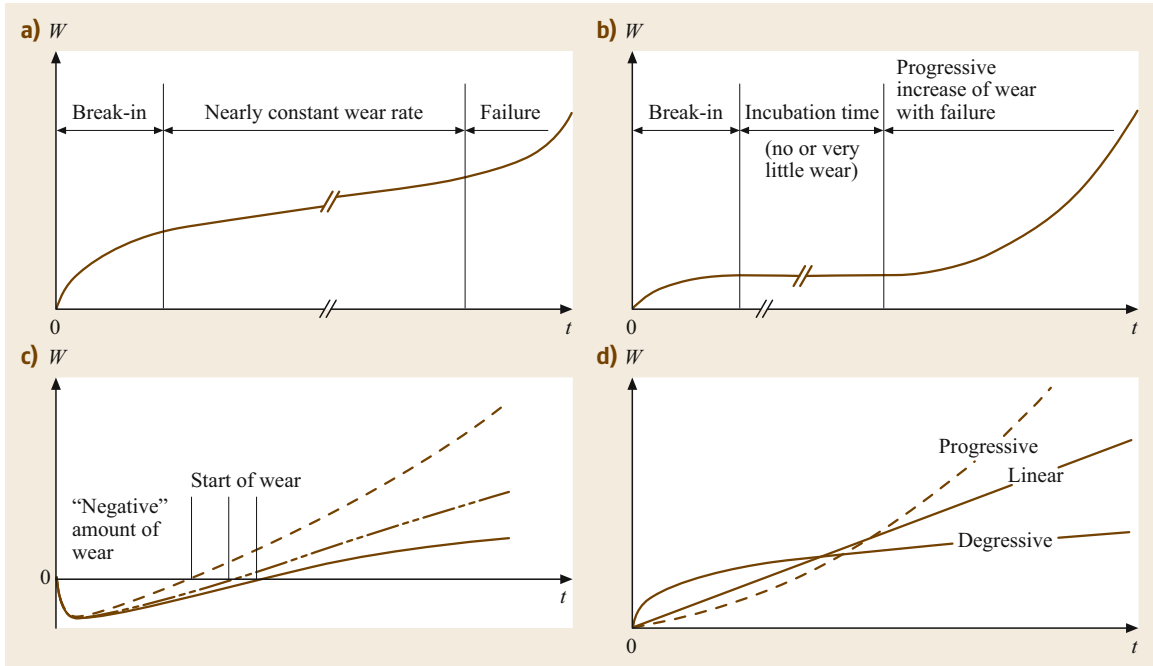 a) W
Break-in
Nearly constant wear rate
Failure
0
t
b) W
Break-in
Incubation time
(no or very
little wear)
Progressive
increase of wear
with failure
0
t
c) W
“Negative”
amount of
wear
Start of wear
0
t
d) W
Progressive
Linear
Degressive
0
t